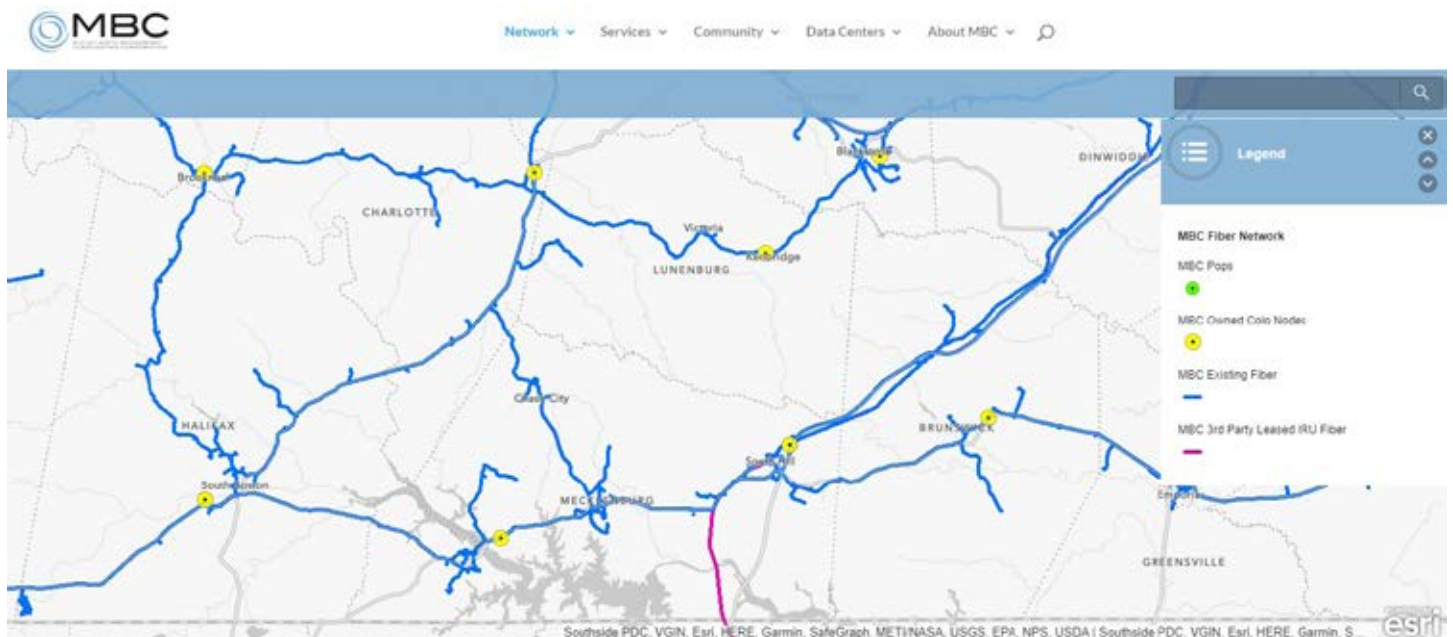 MBC
Network
Services
Community
Data Centers
About MBC
Legend
MBC Fiber Network
MBC Pops
MBC Owned Colo Nodes
MBC Existing Fiber
MBC 3rd Party Leased IRU Fiber
DINWIDDIE
CHARLOTTE
Victoria
Kenbridge
LUNENBURG
Chase City
HALIFAX
BRUNSWICK
South Hill
South Boston
MECKLENBURG
Emporia
GREENSVILLE
esri
Southside PDC, VGIN, Esri, HERE, Garmin, SafeGraph, METI/NASA, USGS, EPA, NPS, USDA | Southside PDC, VGIN, Esri, HERE, Garmin, S